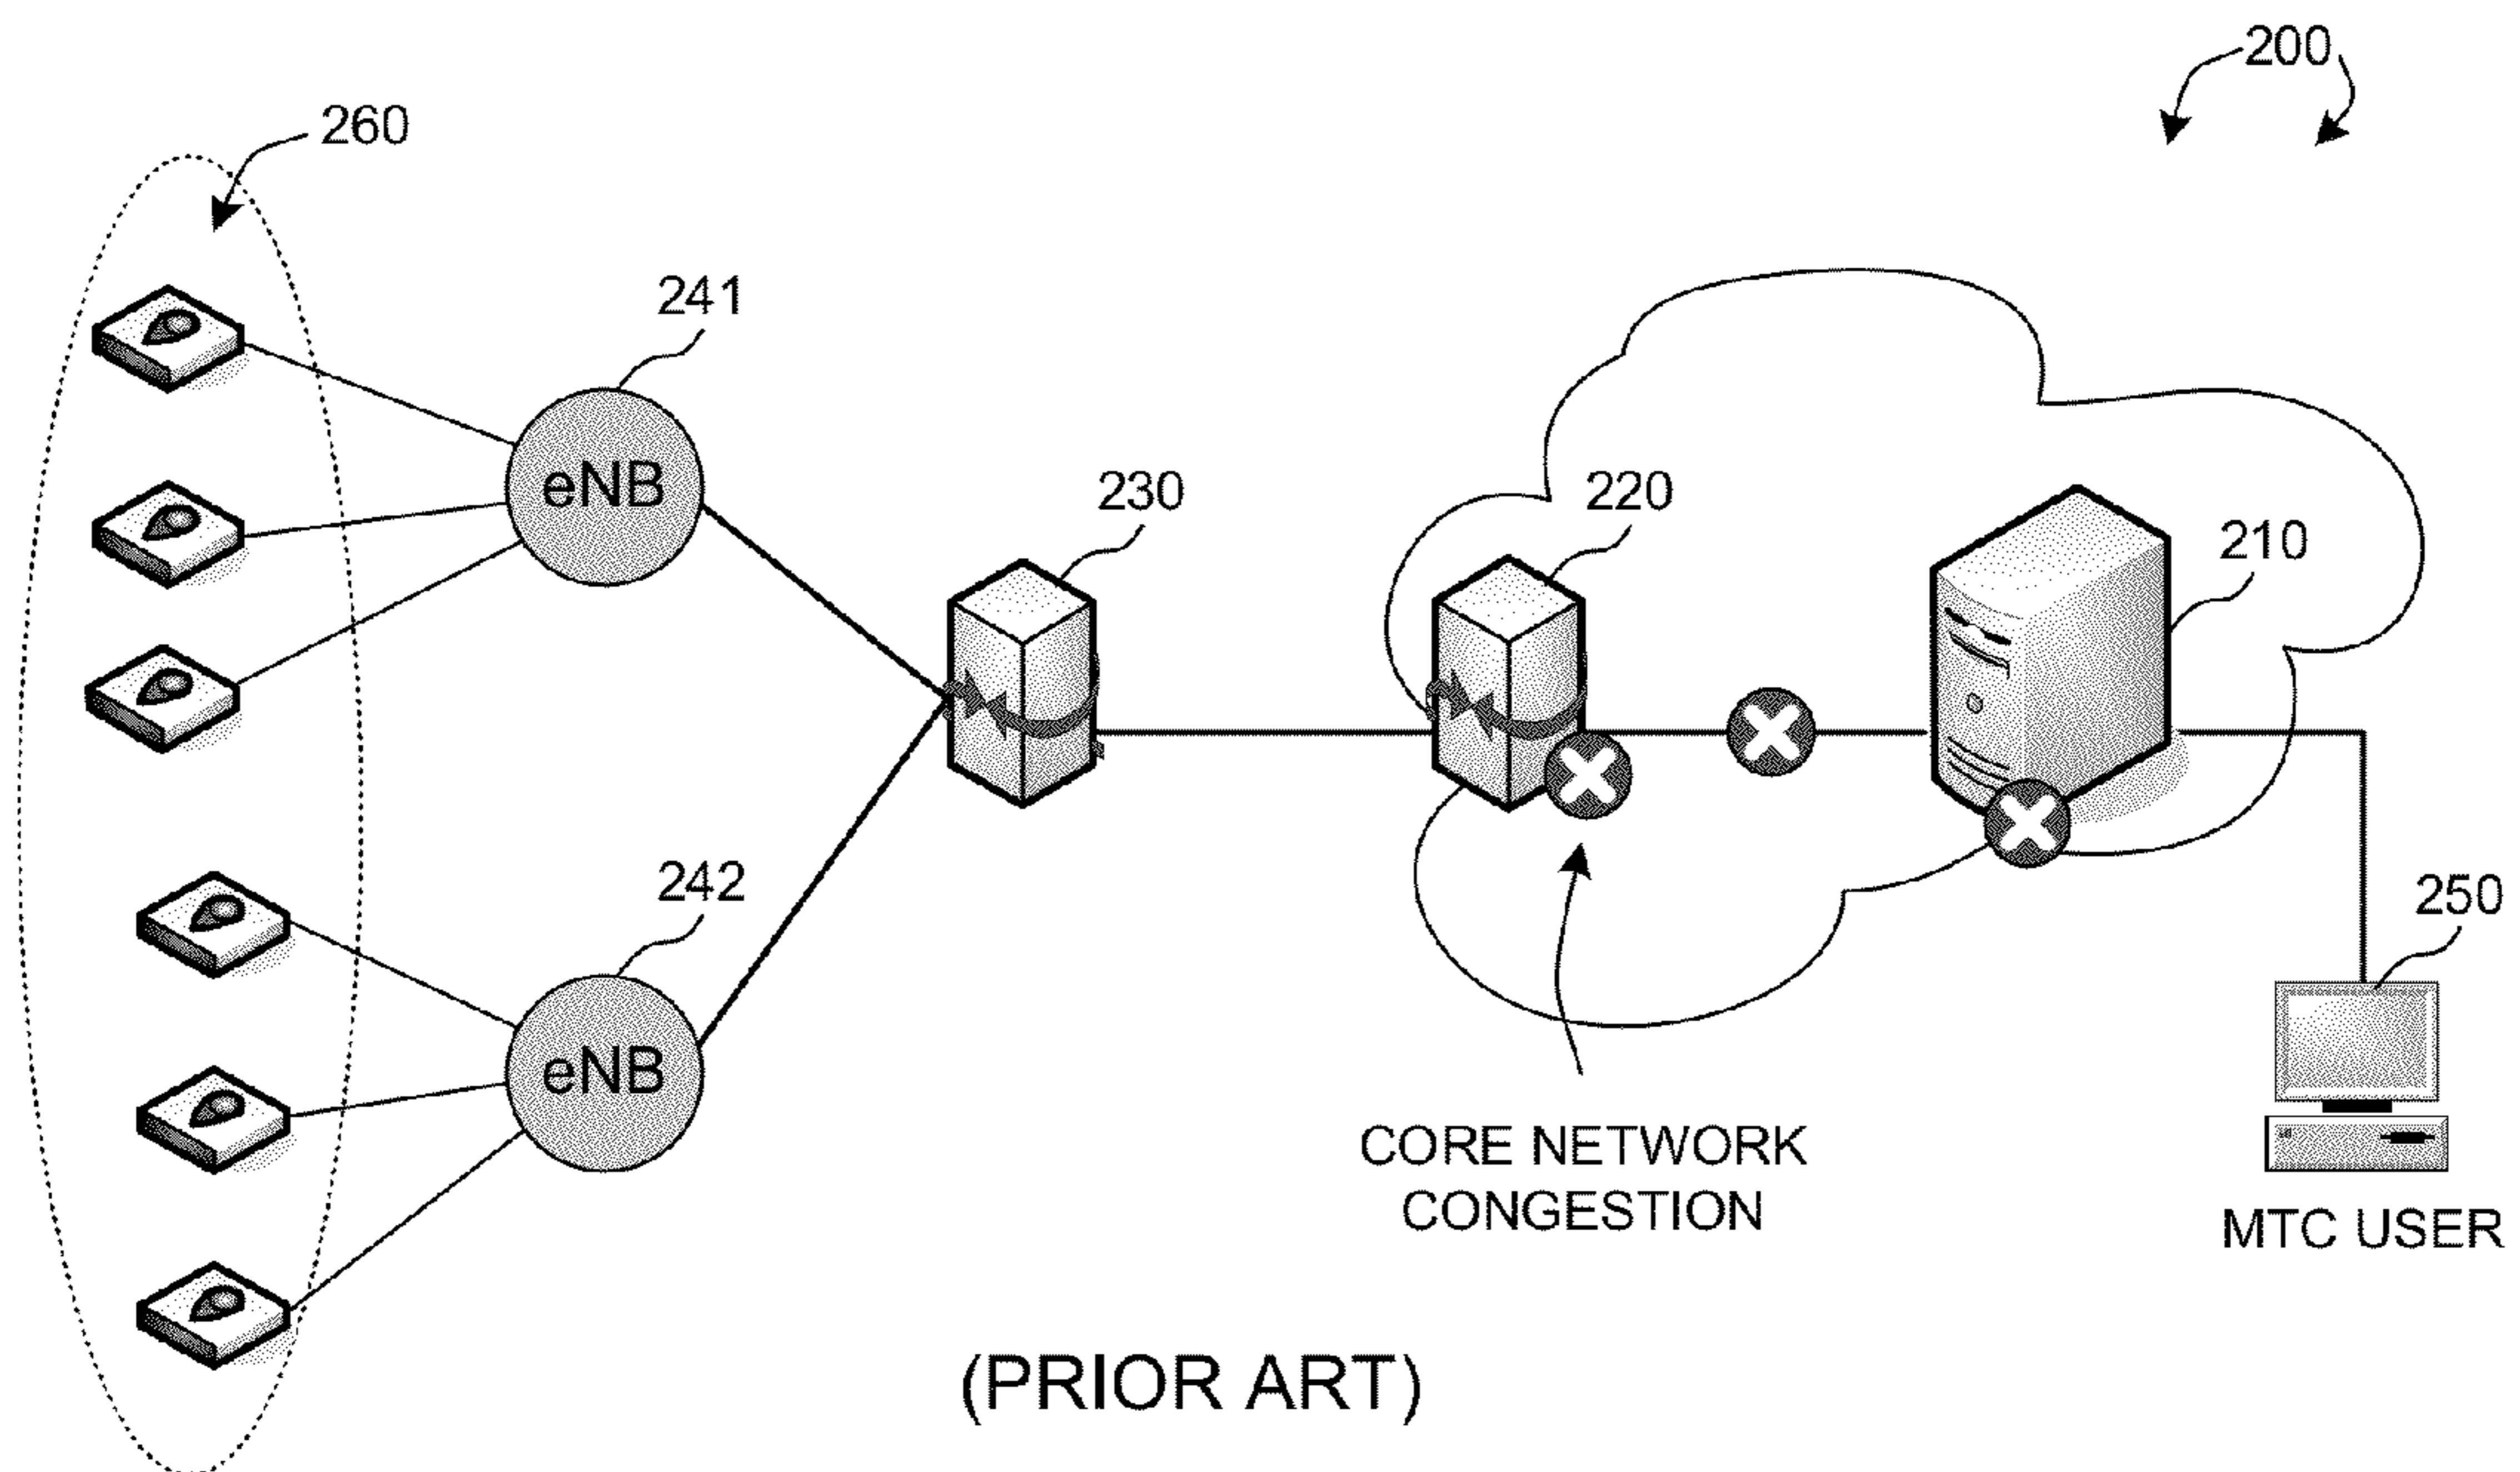 200
260
241
eNB
230
220
210
242
eNB
250
CORE NETWORK
CONGESTION
MTC USER
(PRIOR ART)